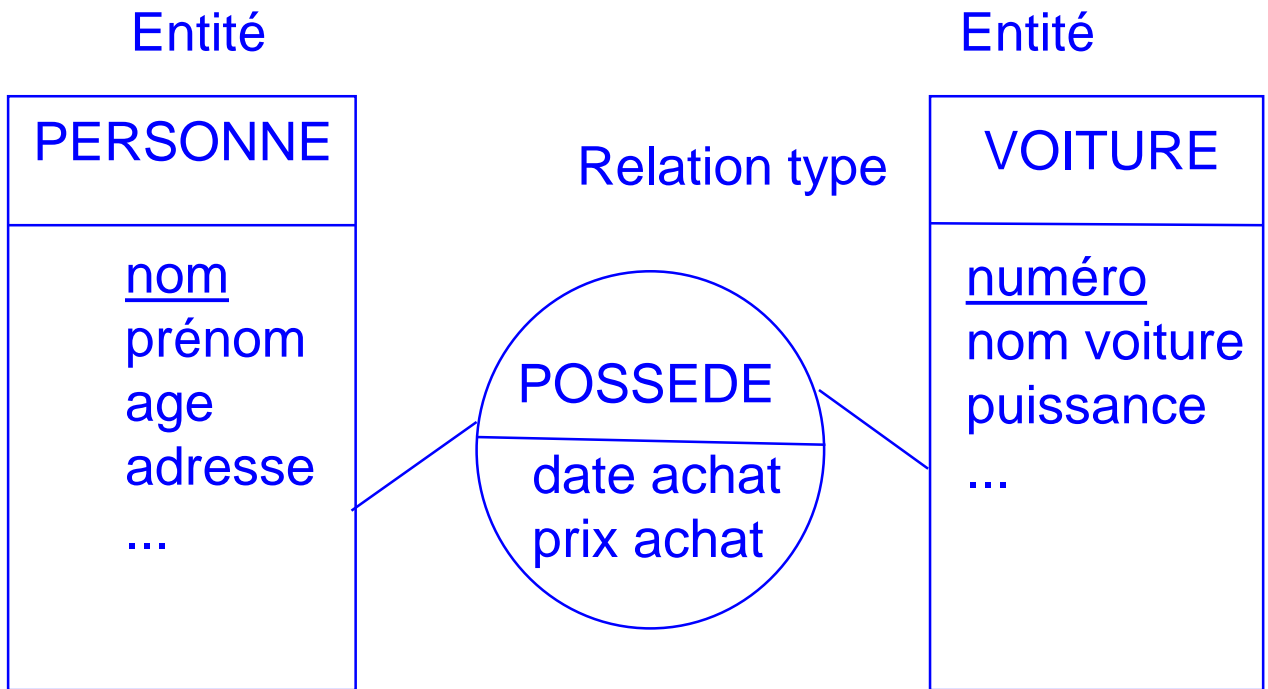 Entité
PERSONNE
nom
prénom
age
adresse
...
Relation type
POSSEDE
date achat
prix achat
Entité
VOITURE
numéro
nom voiture
puissance
...